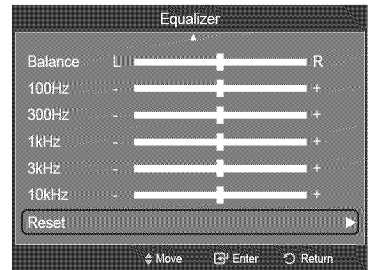 Equalizer
Balance L R
100Hz - +
300Hz - +
1kHz - +
3kHz - +
10kHz - +
Reset
Move Enter Return